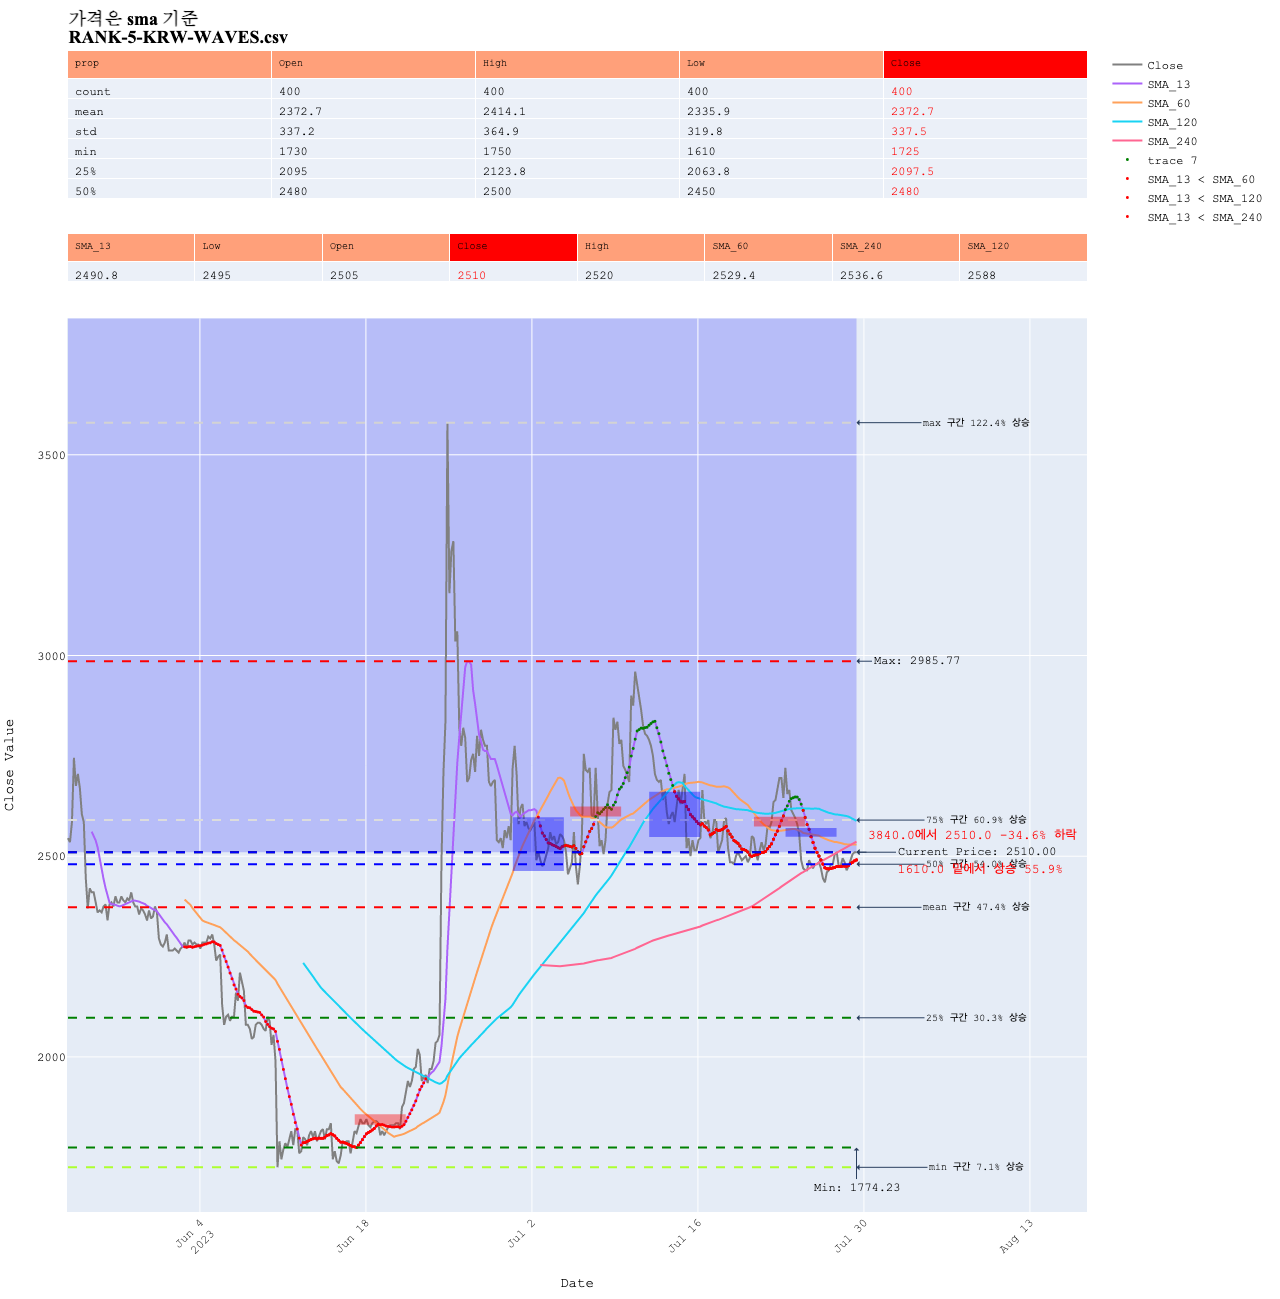 가격은 sma 기준
RANK-5-KRW-WAVES.csv
prop Open High Low Close
count 400 400 400 400
mean 2372.7 2414.1 2335.9 2372.7
std 337.2 364.9 319.8 337.5
min 1730 1750 1610 1725
25% 2095 2123.8 2063.8 2097.5
50% 2480 2500 2450 2480
Close
SMA_13
SMA_60
SMA_120
SMA_240
trace 7
SMA_13 < SMA_60
SMA_13 < SMA_120
SMA_13 < SMA_240
SMA_13 Low Open Close High SMA_60 SMA_240 SMA_120
2490.8 2495 2505 2510 2520 2529.4 2536.6 2588
max 구간 122.4% 상승
3500
3000
Max: 2985.77
75% 구간 60.9% 상승
3840.0에서 2510.0 -34.6% 하락
Current Price: 2510.00
2500
50% 구간 상승
1610.0 밑에서 상승 55.9%
mean 구간 47.4% 상승
25% 구간 30.3% 상승
2000
min 구간 7.1% 상승
Min: 1774.23
Close Value
Jun 4
2023
Jun 18
Jul 2
Jul 16
Jul 30
Aug 13
Date